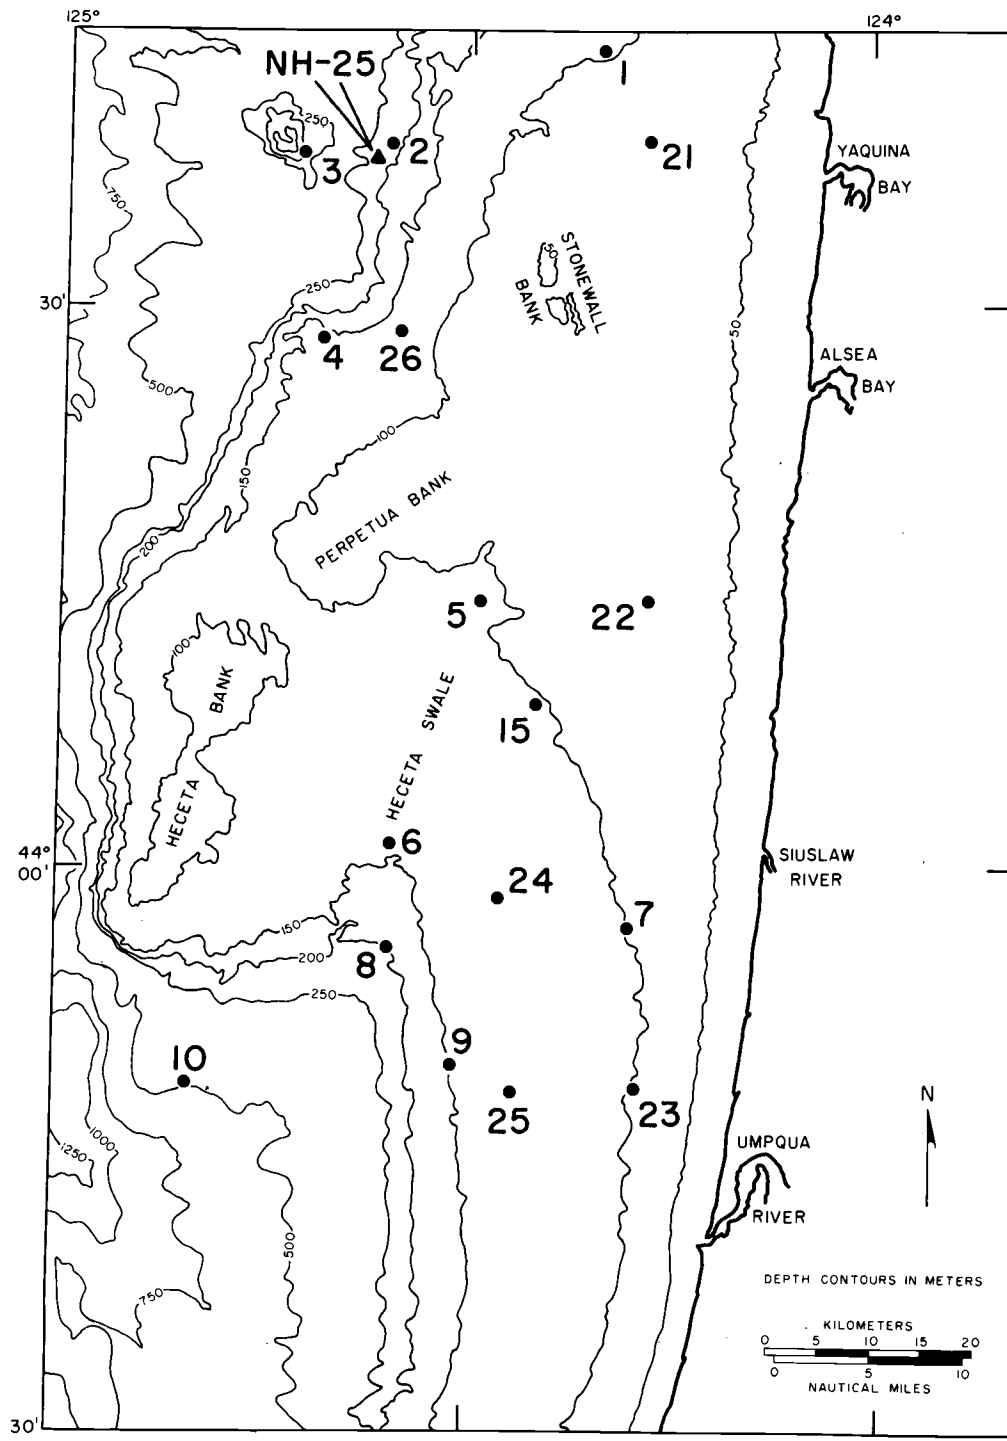 125°
124°
NH-25
1
250
2
3
21
YAQUINA
BAY
750
STONEWALL
BANK
50
250
30'
50
4
26
ALSEA
BAY
500
100
150
PERPETUA BANK
200
5
22
100
BANK
HECETA SWALE
15
HECETA
6
44°
00'
SIUSLAW
RIVER
24
7
150
8
200
250
9
10
25
23
N
1000
1250
UMPQUA
RIVER
500
DEPTH CONTOURS IN METERS
750
KILOMETERS
0 5 10 15 20
0 5 10
NAUTICAL MILES
30'